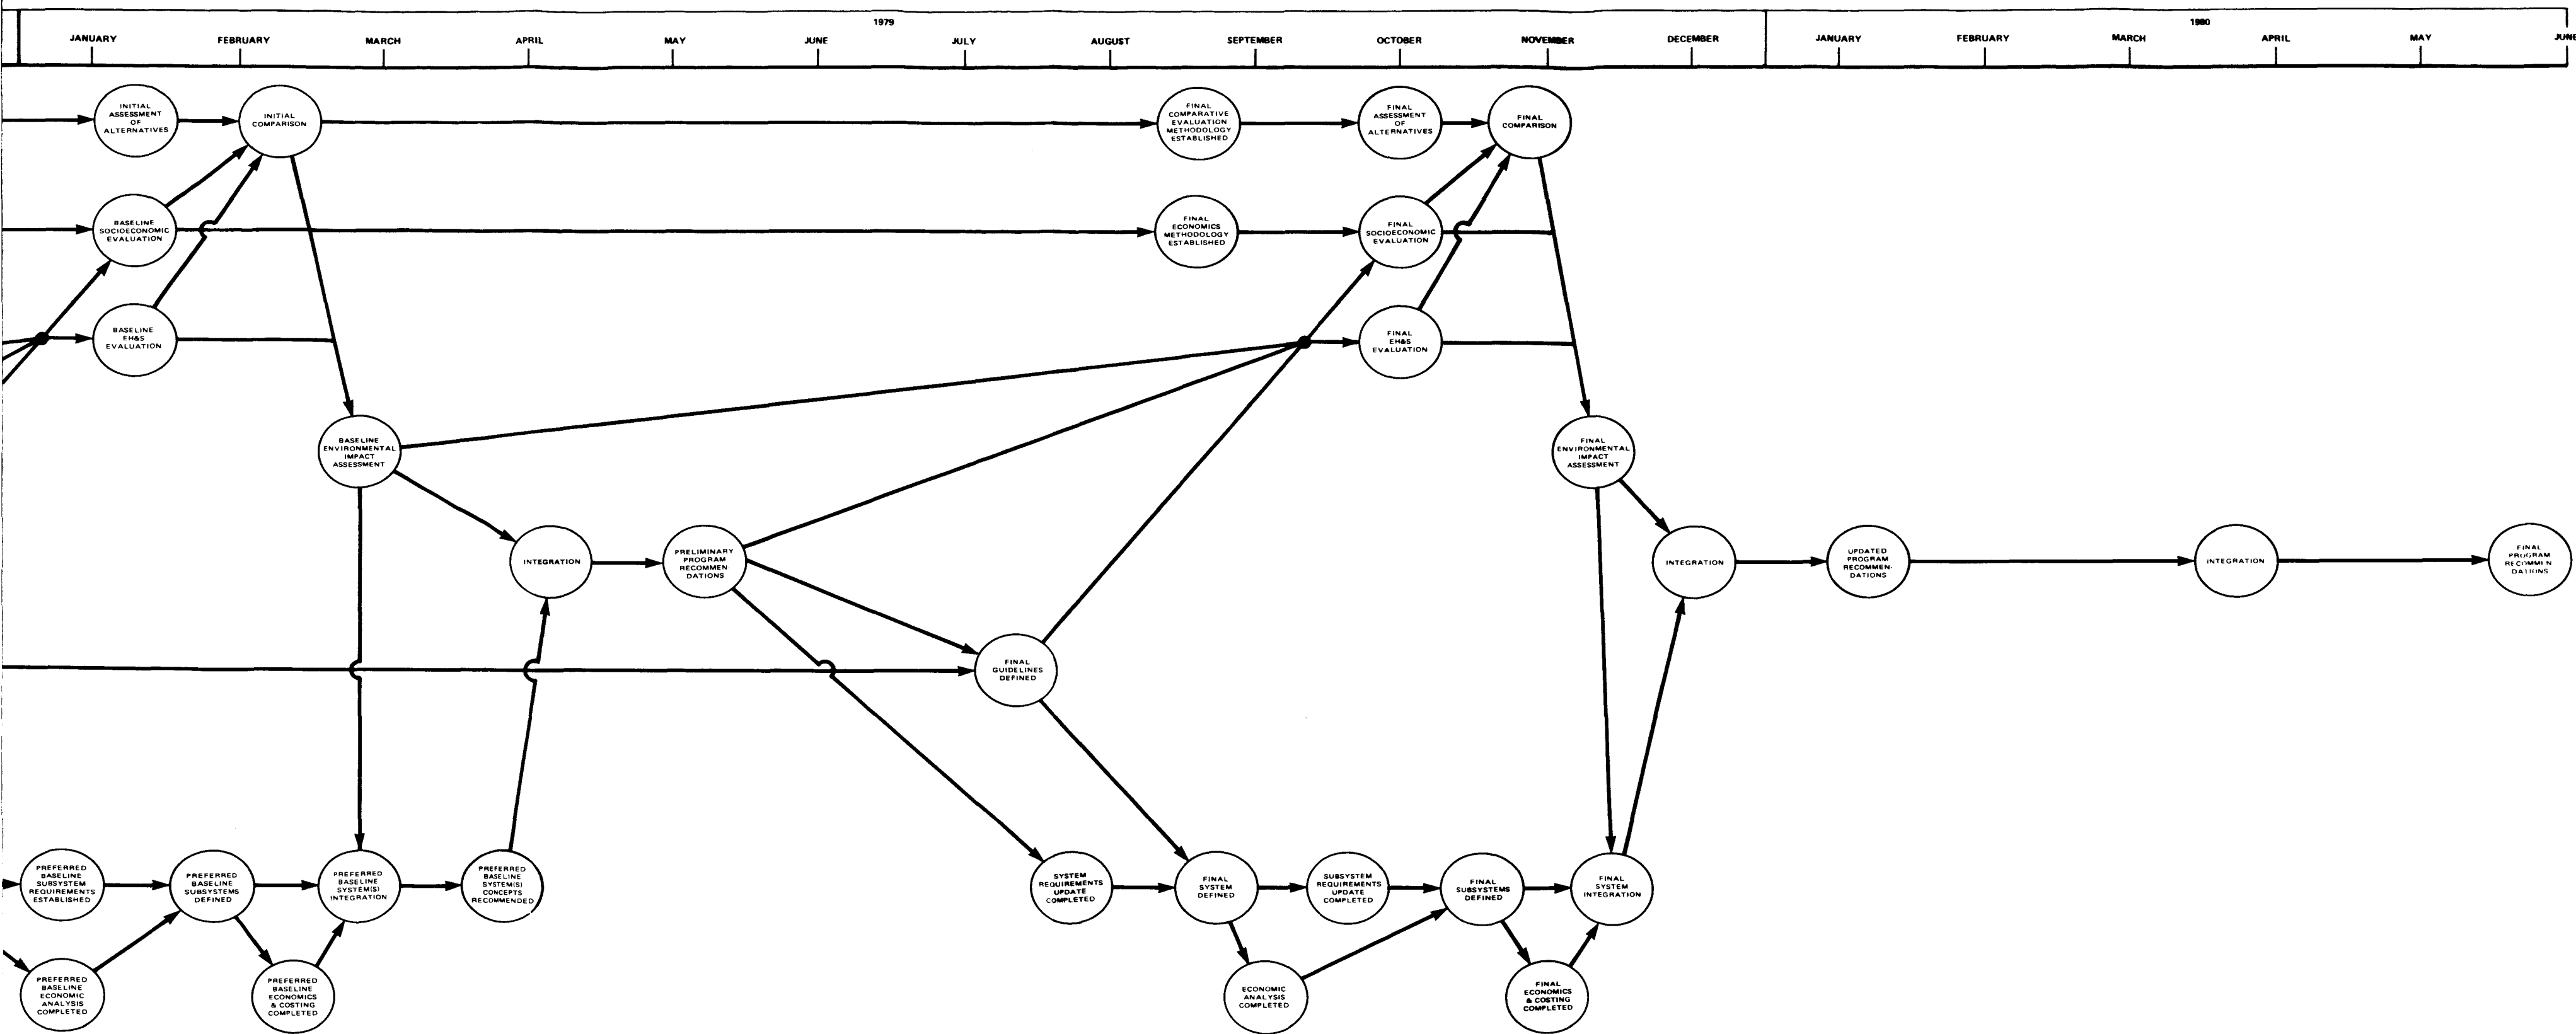 1979
1980
JANUARY
FEBRUARY
MARCH
APRIL
MAY
JUNE
JULY
AUGUST
SEPTEMBER
OCTOBER
NOVEMBER
DECEMBER
JANUARY
FEBRUARY
MARCH
APRIL
MAY
JUNE
INITIAL
ASSESSMENT
OF
ALTERNATIVES
INITIAL
COMPARISON
FINAL
COMPARATIVE
EVALUATION
METHODOLOGY
ESTABLISHED
FINAL
ASSESSMENT
OF
ALTERNATIVES
FINAL
COMPARISON
BASELINE
SOCIOECONOMIC
EVALUATION
FINAL
ECONOMICS
METHODOLOGY
ESTABLISHED
FINAL
SOCIOECONOMIC
EVALUATION
BASELINE
EH&S
EVALUATION
FINAL
EH&S
EVALUATION
BASELINE
ENVIRONMENTAL
IMPACT
ASSESSMENT
FINAL
ENVIRONMENTAL
IMPACT
ASSESSMENT
INTEGRATION
PRELIMINARY
PROGRAM
RECOMMEN-
DATIONS
INTEGRATION
UPDATED
PROGRAM
RECOMMEN-
DATIONS
INTEGRATION
FINAL
PROGRAM
RECOMMEN
DATIONS
FINAL
GUIDELINES
DEFINED
PREFERRED
BASELINE
SUBSYSTEM
REQUIREMENTS
ESTABLISHED
PREFERRED
BASELINE
SUBSYSTEMS
DEFINED
PREFERRED
BASELINE
SYSTEM(S)
INTEGRATION
PREFERRED
BASELINE
SYSTEM(S)
CONCEPTS
RECOMMENDED
SYSTEM
REQUIREMENTS
UPDATE
COMPLETED
FINAL
SYSTEM
DEFINED
SUBSYSTEM
REQUIREMENTS
UPDATE
COMPLETED
FINAL
SUBSYSTEMS
DEFINED
FINAL
SYSTEM
INTEGRATION
PREFERRED
BASELINE
ECONOMIC
ANALYSIS
COMPLETED
PREFERRED
BASELINE
ECONOMICS
& COSTING
COMPLETED
ECONOMIC
ANALYSIS
COMPLETED
FINAL
ECONOMICS
& COSTING
COMPLETED